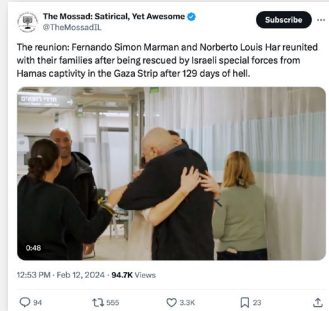 The Mossad: Satirical, Yet Awesome
Subscribe
@TheMossadIL
The reunion: Fernando Simon Marman and Norberto Louis Har reunited
with their families after being rescued by Israeli special forces from
Hamas captivity in the Gaza Strip after 129 days of hell.
0:48
12:53 PM · Feb 12, 2024 · 94.7K Views
94
555
3.3K
23